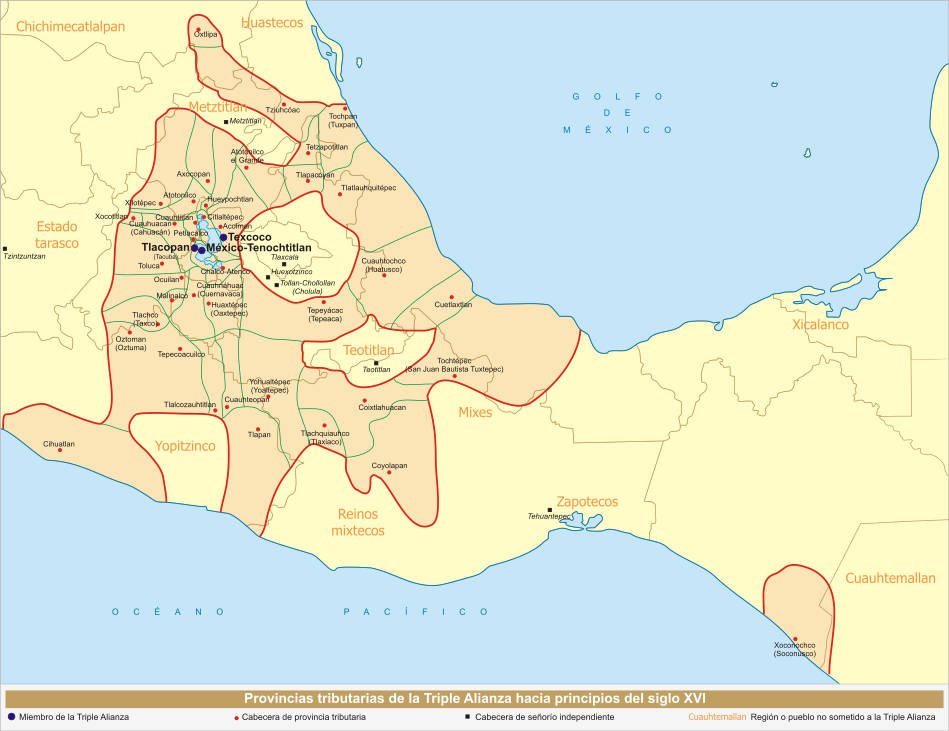 Chichimecatlalpan
Huastecos
Oxtlipa
Metztitlan
Metztitlan
Tziuhcóac
Tochpan
(Tuxpan)
GOLFO
DE
MÉXICO
Atotonilco
el Grande
Tetzapotitlan
Axocopan
Tlapacoyan
Tlatlauhquitépec
Atotonilco
Hueypochtlan
Xilotépec
Xocotitlan
Cuauhtitlan
Citlaltépec
Cuauhuacan
(Cahuacán)
Acolman
Petlacalco
Estado
tarasco
Tzintzuntzan
Texcoco
Tlacopan
(Tacuba)
México-Tenochtitlan
Tlaxcala
Huexotzinco
Tollan-Chollollan
(Cholula)
Toluca
Chalco-Atenco
Cuauhtochco
(Huatusco)
Ocuilan
Cuauhnáhuac
(Cuernavaca)
Malinalco
Huaxtépec
(Oaxtepec)
Cuetlaxtlan
Tepeyácac
(Tepeaca)
Tlachco
(Taxco)
Xicalanco
Oztoman
(Oztuma)
Tepecoacuilco
Teotitlan
Teotitlan
Tochtépec
(San Juan Bautista Tuxtepec)
Yohualtépec
(Yoaltepec)
Tlalcozauhtitlan
Cuauhteopan
Coixtlahuacan
Mixes
Tlapan
Tlachquiauhco
(Tlaxiaco)
Cihuatlan
Yopitzinco
Coyolapan
Reinos
mixtecos
Zapotecos
Tehuantepec
Cuauhtemallan
OCÉANO PACÍFICO
Xoconochco
(Soconusco)
Provincias tributarias de la Triple Alianza hacia principios del siglo XVI
Miembro de la Triple Alianza
Cabecera de provincia tributaria
Cabecera de señorío independiente
Cuauhtemallan Región o pueblo no sometido a la Triple Alianza